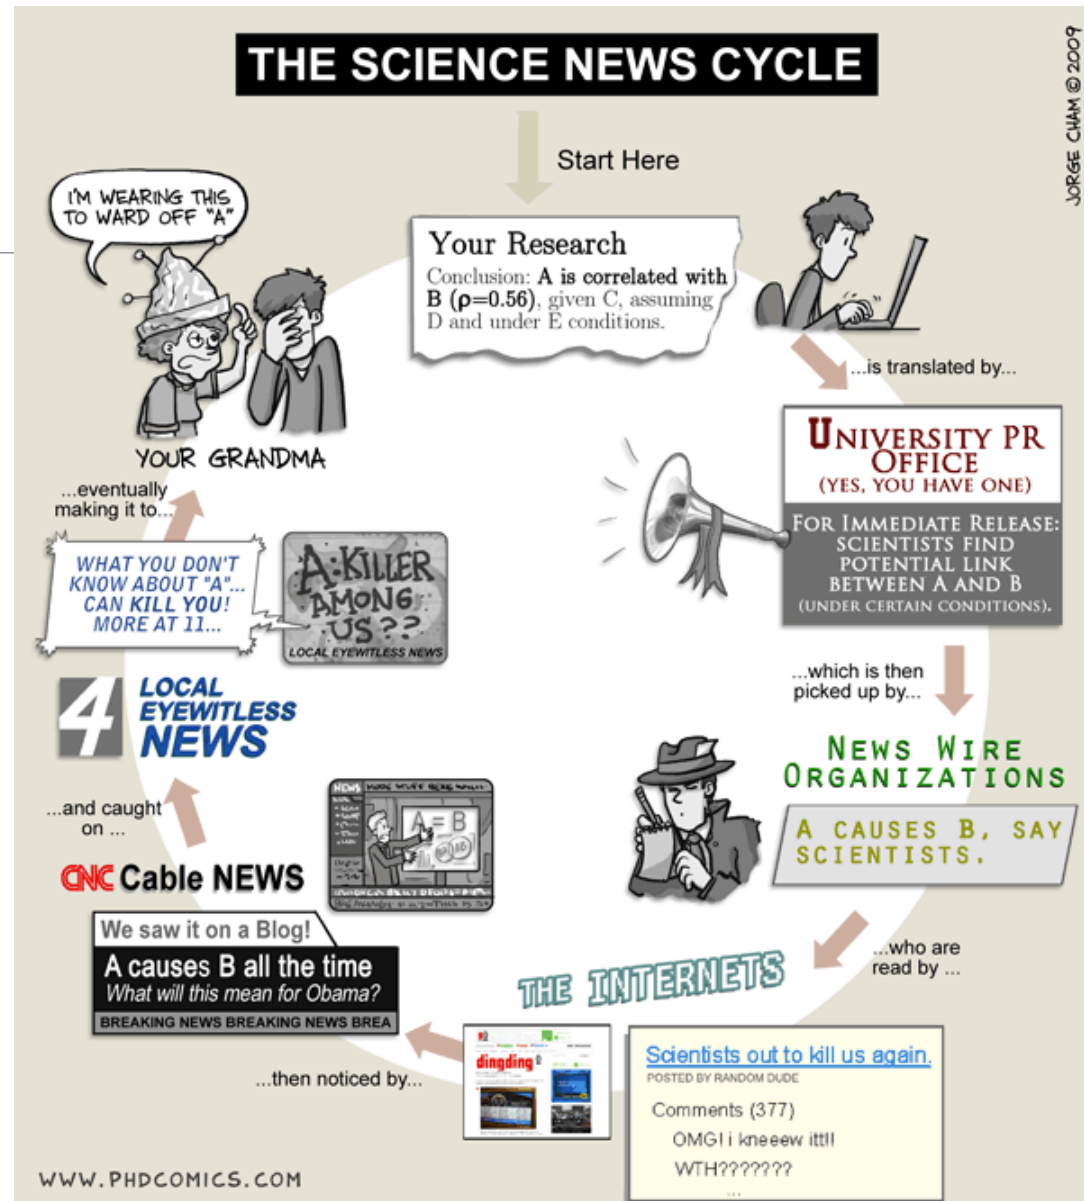 THE SCIENCE NEWS CYCLE
JORGE CHAM © 2009
Start Here
Your Research
Conclusion: A is correlated with
B (ρ=0.56), given C, assuming
D and under E conditions.
...is translated by...
UNIVERSITY PR
OFFICE
(YES, YOU HAVE ONE)
FOR IMMEDIATE RELEASE:
SCIENTISTS FIND
POTENTIAL LINK
BETWEEN A AND B
(UNDER CERTAIN CONDITIONS).
...which is then
picked up by...
NEWS WIRE
ORGANIZATIONS
A CAUSES B, SAY
SCIENTISTS.
...who are
read by ...
THE INTERNETS
Scientists out to kill us again.
POSTED BY RANDOM DUDE
Comments (377)
OMG! i kneeew itt!!
WTH???????
...
dingding
...then noticed by...
We saw it on a Blog!
A causes B all the time
What will this mean for Obama?
BREAKING NEWS BREAKING NEWS BREA
CNC Cable NEWS
NEWS
A=B
...and caught
on ...
4 LOCAL
EYEWITLESS
NEWS
WHAT YOU DON'T
KNOW ABOUT "A"...
CAN KILL YOU!
MORE AT 11...
A:KILLER
AMONG
US??
LOCAL EYEWITLESS NEWS
...eventually
making it to...
YOUR GRANDMA
I'M WEARING THIS
TO WARD OFF "A"
WWW.PHDCOMICS.COM